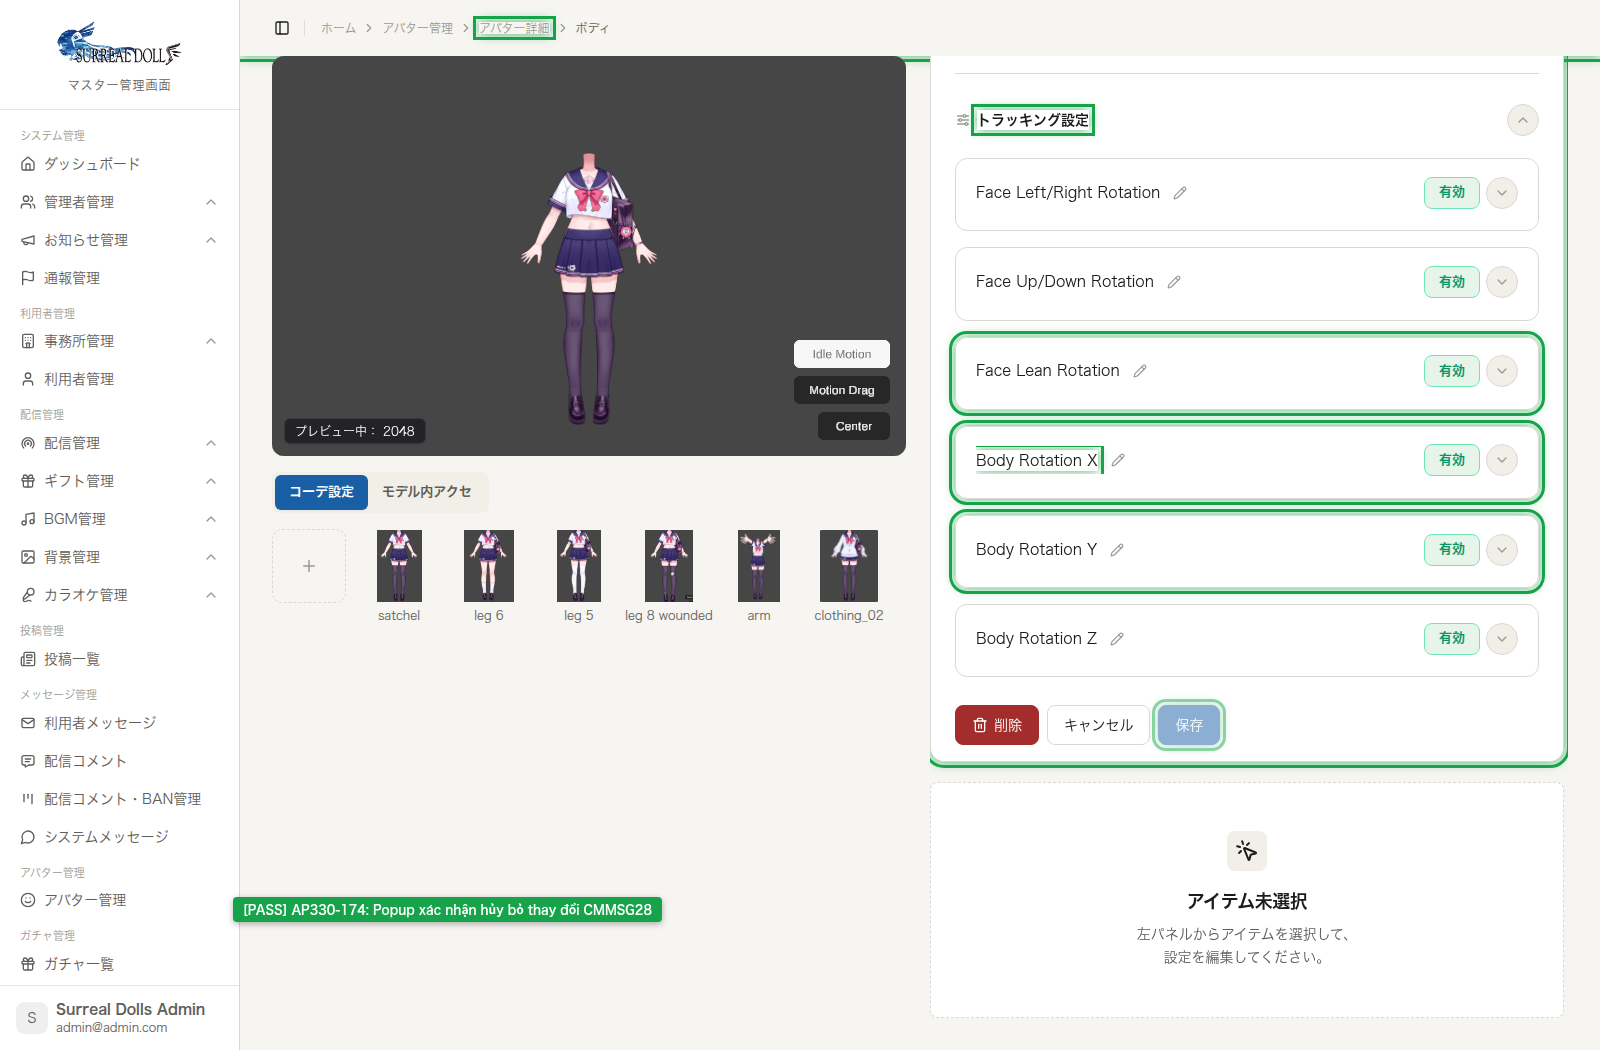 SURREAL DOLL
マスター管理画面
システム管理
ダッシュボード
管理者管理
お知らせ管理
通報管理
利用者管理
事務所管理
利用者管理
配信管理
配信管理
ギフト管理
BGM管理
背景管理
カラオケ管理
投稿管理
投稿一覧
メッセージ管理
利用者メッセージ
配信コメント
配信コメント・BAN管理
システムメッセージ
アバター管理
アバター管理
ガチャ管理
ガチャ一覧
S
Surreal Dolls Admin
admin@admin.com
ホーム
アバター管理
アバター詳細
ボディ
Idle Motion
Motion Drag
Center
プレビュー中： 2048
コーデ設定
モデル内アクセ
satchel
leg 6
leg 5
leg 8 wounded
arm
clothing_02
[PASS] AP330-174: Popup xác nhận hủy bỏ thay đổi CMMSG28
トラッキング設定
Face Left/Right Rotation
有効
Face Up/Down Rotation
有効
Face Lean Rotation
有効
Body Rotation X
有効
Body Rotation Y
有効
Body Rotation Z
有効
削除
キャンセル
保存
アイテム未選択
左パネルからアイテムを選択して、
設定を編集してください。